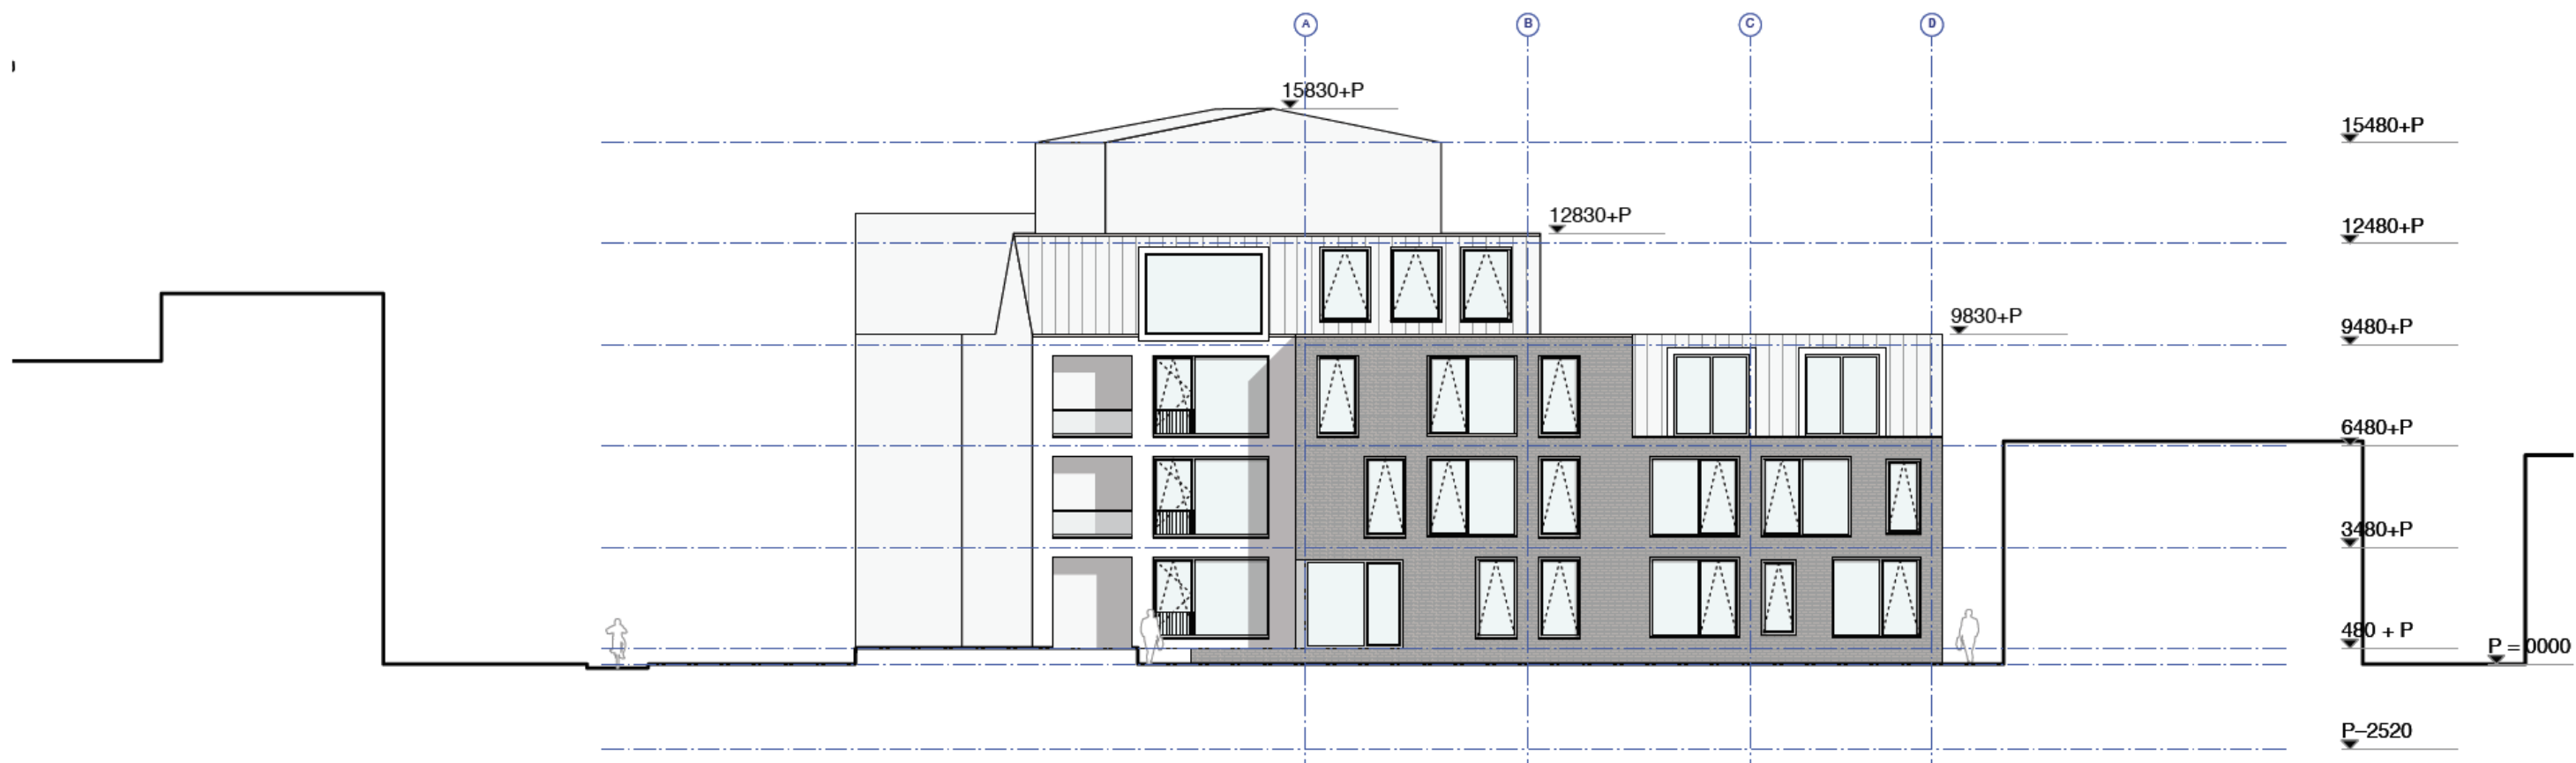 A B C D
15830+P
15480+P
12830+P
12480+P
9830+P
9480+P
6480+P
3480+P
480 + P
P = 0000
P–2520